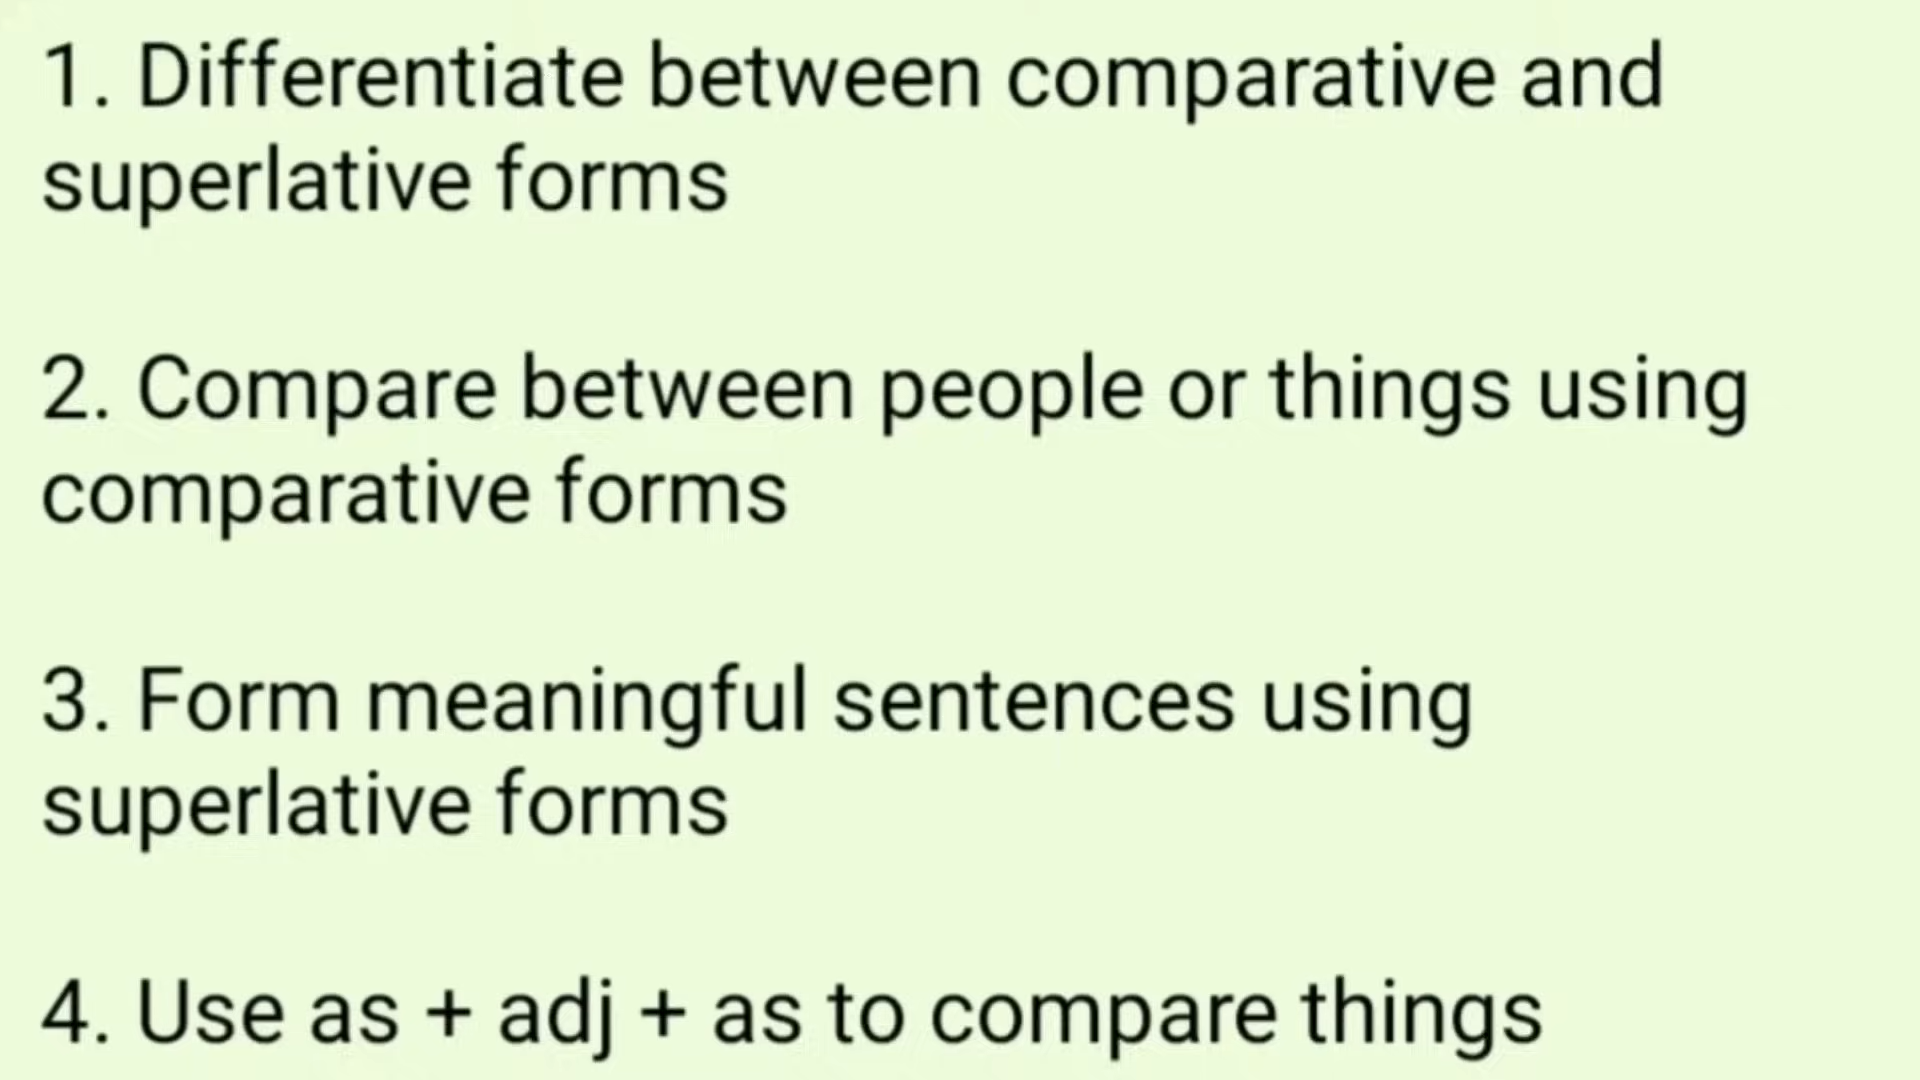 1. Differentiate between comparative and
superlative forms
2. Compare between people or things using
comparative forms
3. Form meaningful sentences using
superlative forms
4. Use as + adj + as to compare things